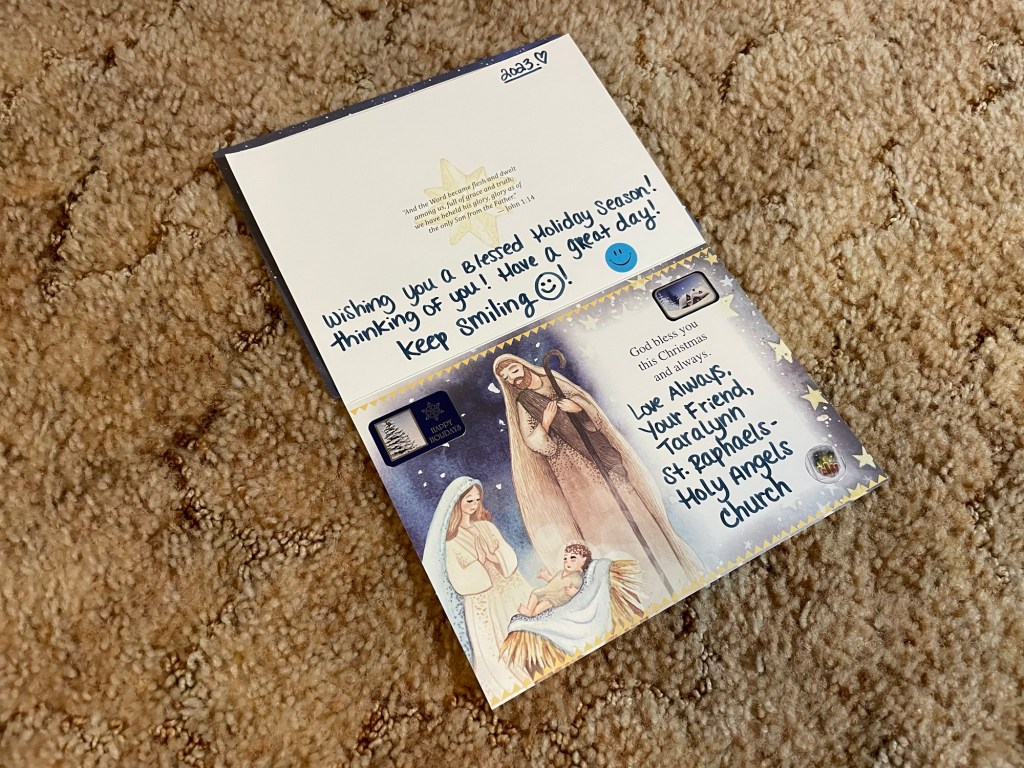 2023.♡
"And the Word became flesh and dwelt
among us, full of grace and truth;
we have beheld his glory, glory as of
the only Son from the Father."
—John 1:14
Wishing you a Blessed Holiday Season!
thinking of you! Have a great day!
Keep Smiling ☺!
HAPPY
HOLIDAYS
God bless you
this Christmas
and always.
Love Always,
Your Friend,
Taralynn
St. Raphaels-
Holy Angels
Church